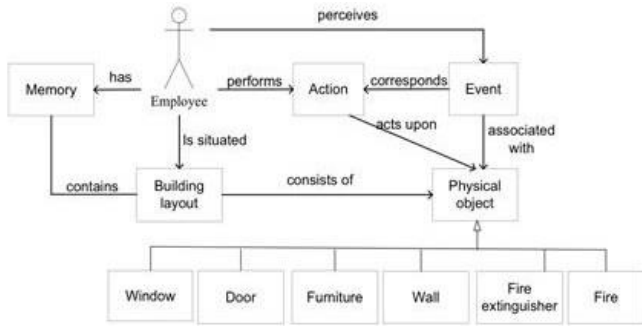 perceives
has
performs
corresponds
Memory
Employee
Action
Event
Is situated
acts upon
associated
with
contains
Building
layout
consists of
Physical
object
Window
Door
Furniture
Wall
Fire
extinguisher
Fire